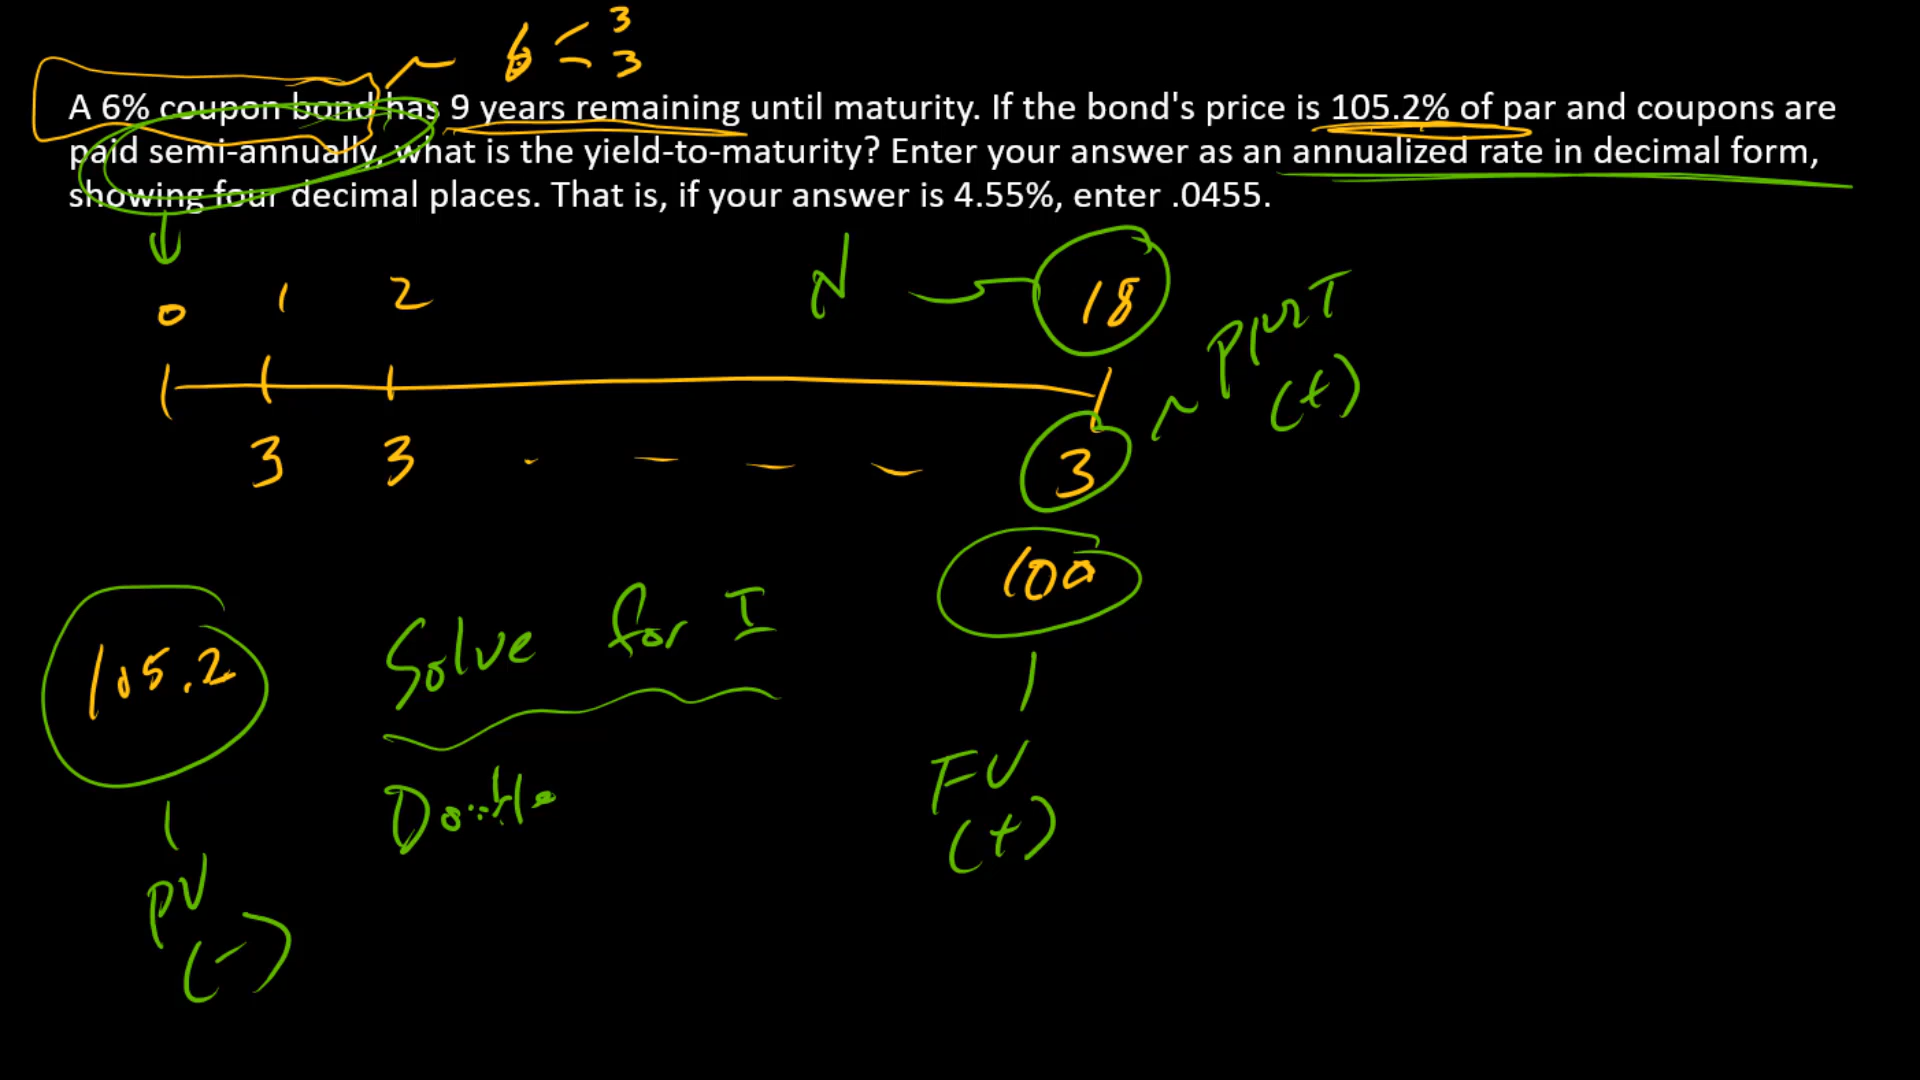 6 3
3
A 6% coupon bond has 9 years remaining until maturity. If the bond's price is 105.2% of par and coupons are
paid semi-annually, what is the yield-to-maturity? Enter your answer as an annualized rate in decimal form,
showing four decimal places. That is, if your answer is 4.55%, enter .0455.
0 1 2 N 18
PMT
(+)
3 3 . — — — 3
100
105.2 Solve for I
Double FV
(+)
PV
(-)